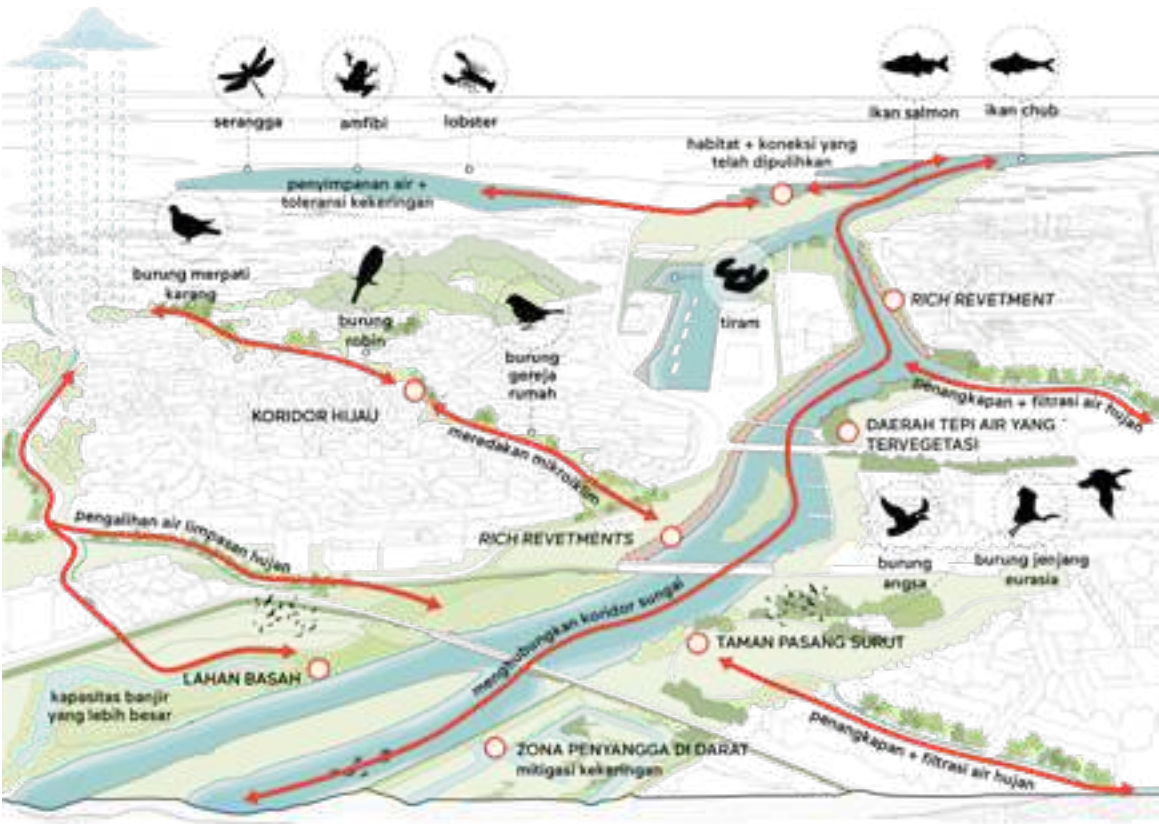 serangga
amfibi
lobster
ikan salmon
ikan chub
habitat + koneksi yang
telah dipulihkan
penyimpanan air +
toleransi kekeringan
burung merpati
karang
burung
robin
burung
gereja
rumah
tiram
RICH REVETMENT
KORIDOR HIJAU
penangkapan + filtrasi air hujan
DAERAH TEPI AIR YANG
TERVEGETASI
meredakan mikroiklim
pengalihan air limpasan hujan
RICH REVETMENTS
burung
angsa
burung jenjang
eurasia
menghubungkan koridor sungai
TAMAN PASANG SURUT
LAHAN BASAH
kapasitas banjir
yang lebih besar
penangkapan + filtrasi air hujan
ZONA PENYANGGA DI DARAT
mitigasi kekeringan